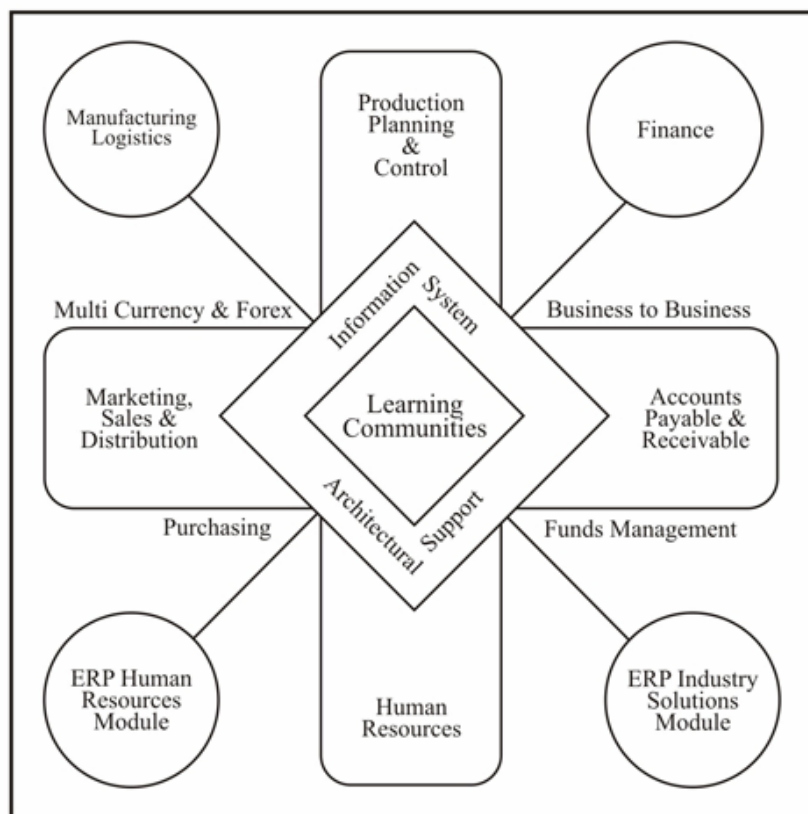 Manufacturing
Logistics
Production
Planning
&
Control
Finance
Information
System
Multi Currency & Forex
Business to Business
Marketing,
Sales &
Distribution
Learning
Communities
Accounts
Payable &
Receivable
Architectural
Support
Purchasing
Funds Management
ERP Human
Resources
Module
Human
Resources
ERP Industry
Solutions
Module